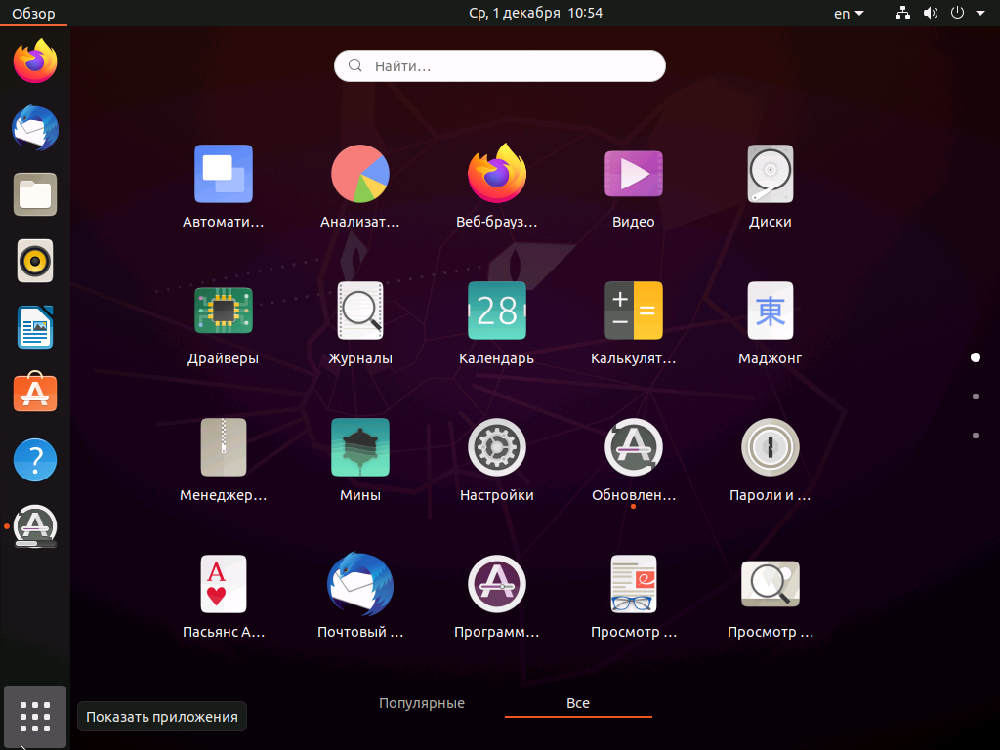 Обзор
Ср, 1 декабря 10:54
en
Найти…
Автомати…
Анализат…
Веб-брауз…
Видео
Диски
28
東
Драйверы
Журналы
Календарь
Калькулят…
Маджонг
?
Менеджер…
Мины
Настройки
Обновлен…
Пароли и …
A
Пасьянс А…
Почтовый …
Программ…
Просмотр …
Просмотр …
Популярные
Все
Показать приложения